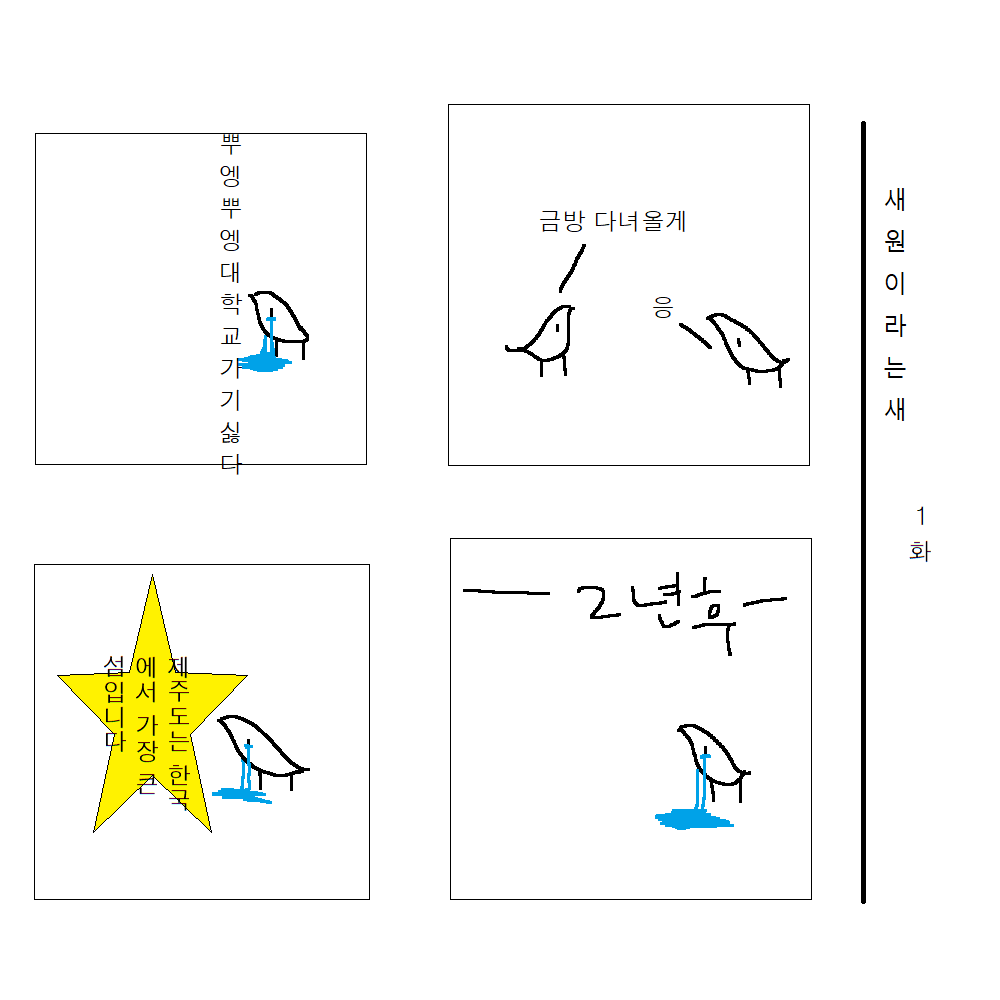 새원이라는새
1화
금방 다녀올게
응
— 2년후 —
뿌엥뿌엥대학교가기싫다
제주도는 한국
에서 가장 큰
섬입니다